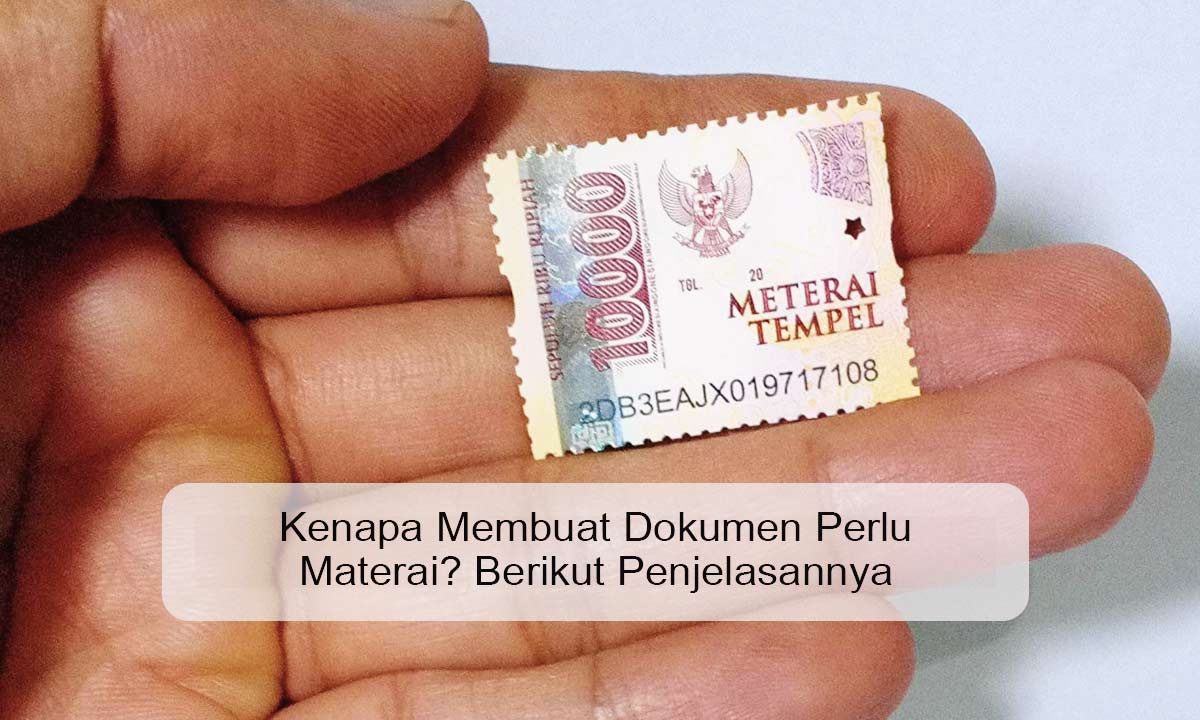 SEPULUH RIBU RUPIAH
10000
TGL. 20
METERAI
TEMPEL
DB3EAJX019717108
Kenapa Membuat Dokumen Perlu
Materai? Berikut Penjelasannya